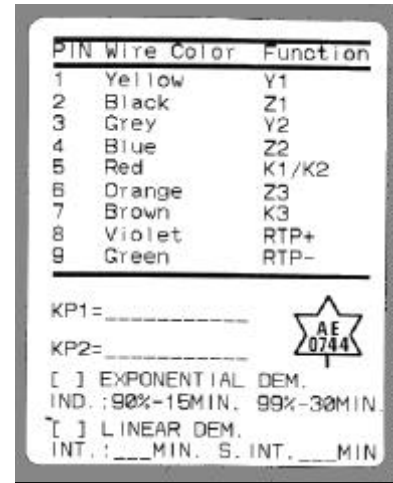 PIN Wire Color Function
1 Yellow Y1
2 Black Z1
3 Grey Y2
4 Blue Z2
5 Red K1/K2
6 Orange Z3
7 Brown K3
8 Violet RTP+
9 Green RTP-
KP1=_______________
AE
0744
KP2=_______________
[ ] EXPONENTIAL DEM.
IND.:90%-15MIN. 99%-30MIN.
[ ] LINEAR DEM.
INT.:___MIN. S.INT.___MIN